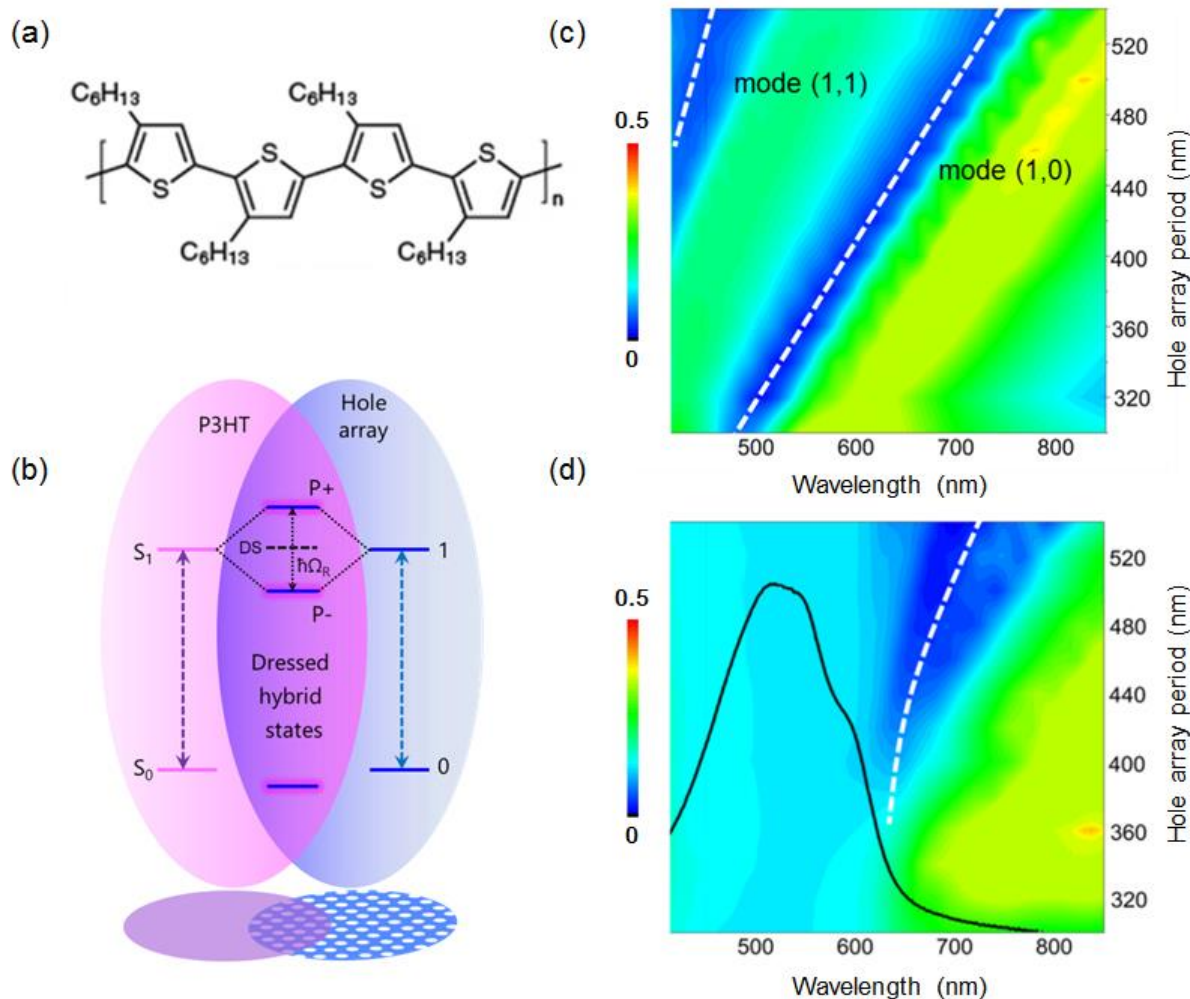 (a)
C6H13
C6H13
S
S
S
S
n
C6H13
C6H13
(b)
P3HT
Hole
array
P+
S1
DS
1
ħΩR
P-
Dressed
hybrid
states
S0
0
(c)
mode (1,1)
mode (1,0)
0.5
0
520
480
440
400
360
320
Hole array period (nm)
500
600
700
800
Wavelength (nm)
(d)
0.5
0
520
480
440
400
360
320
Hole array period (nm)
500
600
700
800
Wavelength (nm)